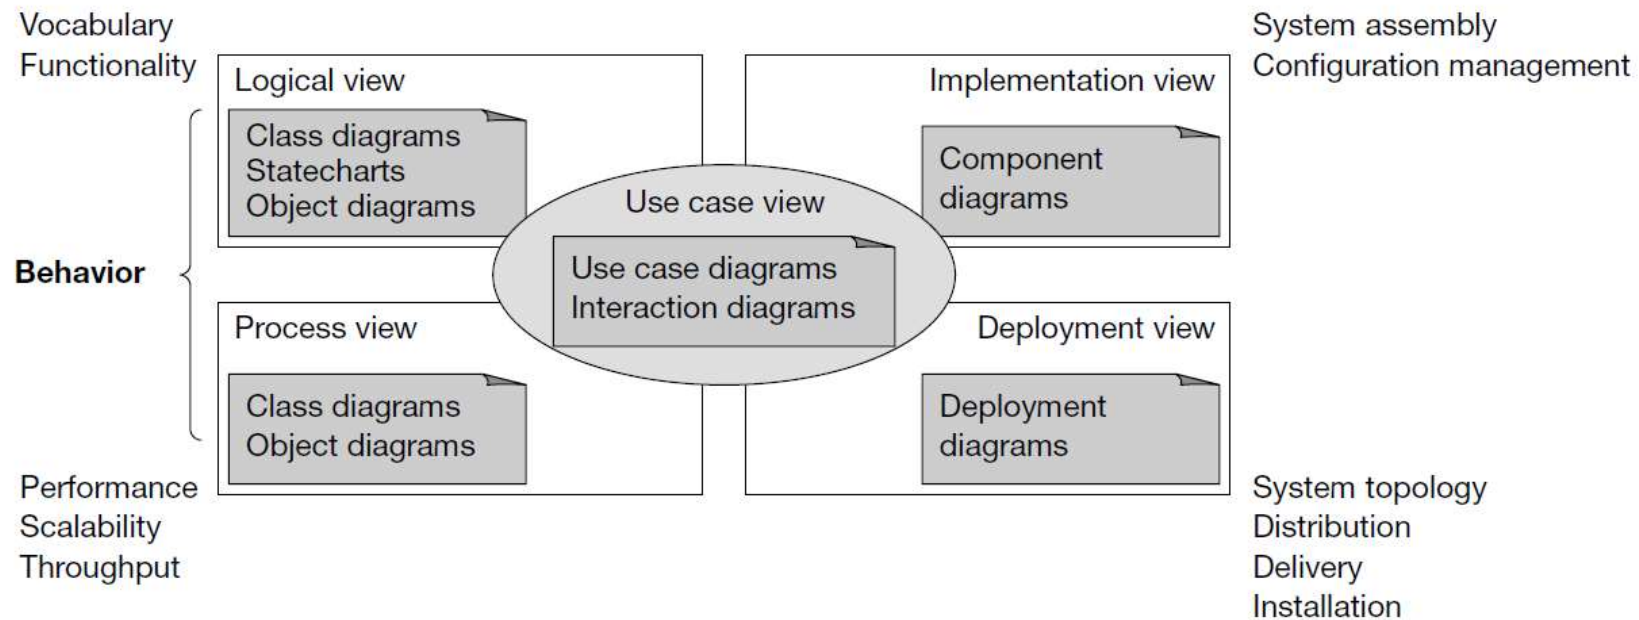 Vocabulary
Functionality
System assembly
Configuration management
Logical view
Class diagrams
Statecharts
Object diagrams
Implementation view
Component
diagrams
Use case view
Use case diagrams
Interaction diagrams
Behavior
Process view
Class diagrams
Object diagrams
Deployment view
Deployment
diagrams
Performance
Scalability
Throughput
System topology
Distribution
Delivery
Installation